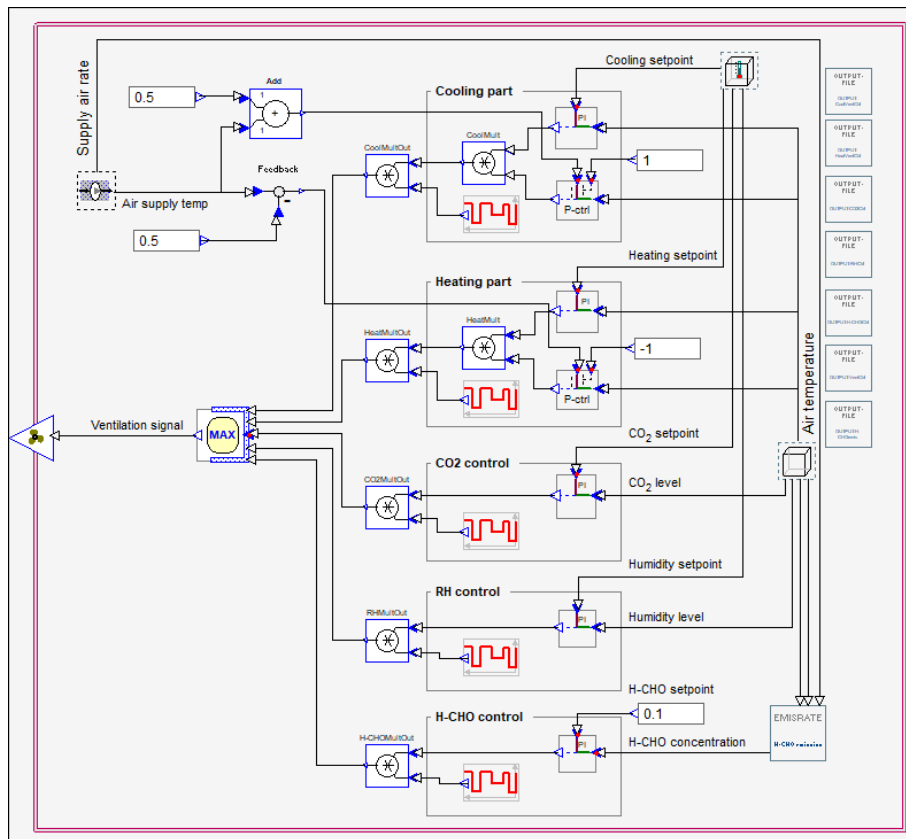 Supply air rate
0.5
Add
1
1
Cooling setpoint
Cooling part
PI
CoolMultOut
CoolMult
1
P-ctrl
Feedback
-
Air supply temp
0.5
Heating setpoint
Heating part
PI
HeatMultOut
HeatMult
-1
P-ctrl
Air temperature
Ventilation signal
MAX
CO2 setpoint
CO2 control
PI
CO2MultOut
CO2 level
Humidity setpoint
RH control
PI
RHMultOut
Humidity level
H-CHO setpoint
H-CHO control
0.1
PI
H-CHOMultOut
H-CHO concentration
EMISRATE
H-CHO emission
OUTPUT-
FILE
OUTPUT-
FILE
OUTPUT-
FILE
OUTPUT-
FILE
OUTPUT-
FILE
OUTPUT-
FILE
OUTPUT-
FILE